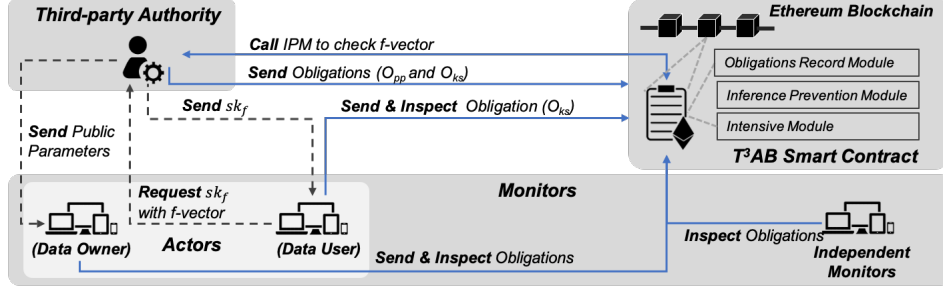 Third-party Authority
Ethereum Blockchain
Call IPM to check f-vector
Obligations Record Module
Send Obligations (Opp and Oks)
Inference Prevention Module
Send skf
Send & Inspect Obligation (Oks)
Intensive Module
Send Public
Parameters
T³AB Smart Contract
Monitors
Request skf
with f-vector
(Data Owner)
Actors
(Data User)
Inspect Obligations
Send & Inspect Obligations
Independent
Monitors